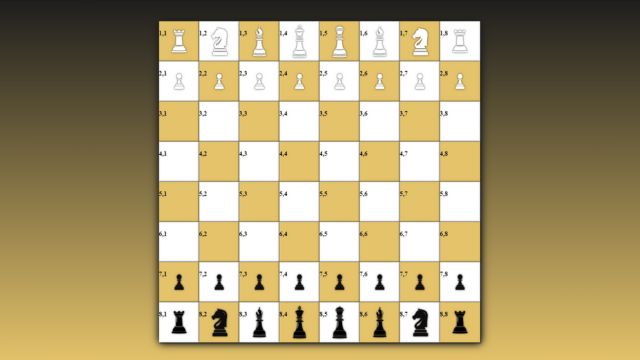 1,1 1,2 1,3 1,4 1,5 1,6 1,7 1,8
2,1 2,2 2,3 2,4 2,5 2,6 2,7 2,8
3,1 3,2 3,3 3,4 3,5 3,6 3,7 3,8
4,1 4,2 4,3 4,4 4,5 4,6 4,7 4,8
5,1 5,2 5,3 5,4 5,5 5,6 5,7 5,8
6,1 6,2 6,3 6,4 6,5 6,6 6,7 6,8
7,1 7,2 7,3 7,4 7,5 7,6 7,7 7,8
8,1 8,2 8,3 8,4 8,5 8,6 8,7 8,8